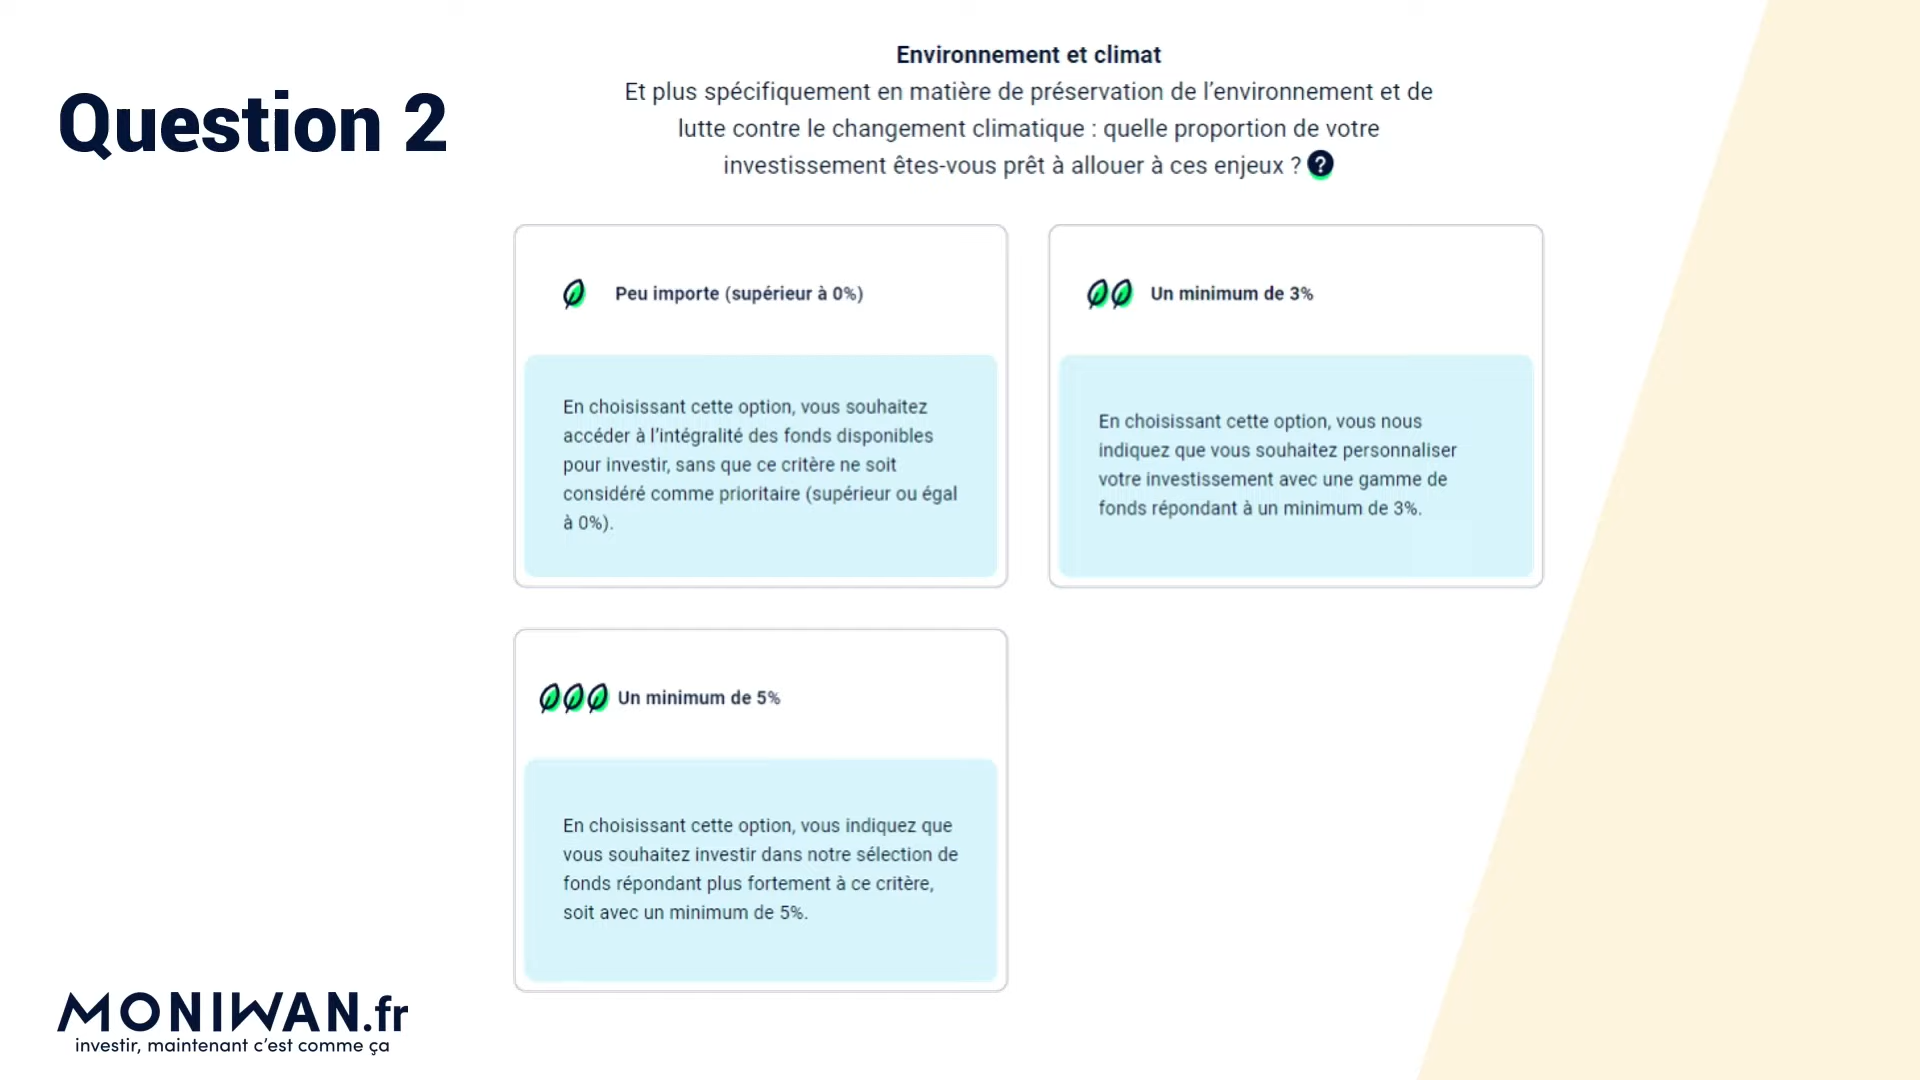 Question 2
Environnement et climat
Et plus spécifiquement en matière de préservation de l’environnement et de
lutte contre le changement climatique : quelle proportion de votre
investissement êtes-vous prêt à allouer à ces enjeux ? ?
Peu importe (supérieur à 0%)
En choisissant cette option, vous souhaitez
accéder à l’intégralité des fonds disponibles
pour investir, sans que ce critère ne soit
considéré comme prioritaire (supérieur ou égal
à 0%).
Un minimum de 3%
En choisissant cette option, vous nous
indiquez que vous souhaitez personnaliser
votre investissement avec une gamme de
fonds répondant à un minimum de 3%.
Un minimum de 5%
En choisissant cette option, vous indiquez que
vous souhaitez investir dans notre sélection de
fonds répondant plus fortement à ce critère,
soit avec un minimum de 5%.
MONIWAN.fr
investir, maintenant c’est comme ça